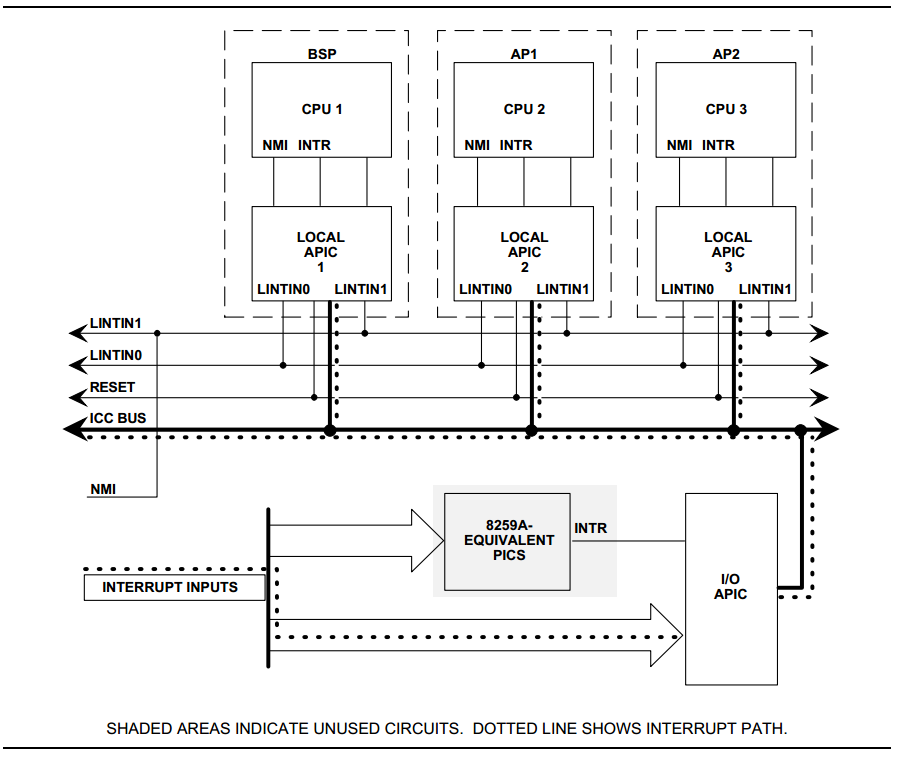 BSP
AP1
AP2
CPU 1
CPU 2
CPU 3
NMI INTR
NMI INTR
NMI INTR
LOCAL
APIC
1
LOCAL
APIC
2
LOCAL
APIC
3
LINTIN0 LINTIN1
LINTIN0 LINTIN1
LINTIN0 LINTIN1
LINTIN1
LINTIN0
RESET
ICC BUS
NMI
8259A-
EQUIVALENT
PICS
INTR
I/O
APIC
INTERRUPT INPUTS
SHADED AREAS INDICATE UNUSED CIRCUITS. DOTTED LINE SHOWS INTERRUPT PATH.